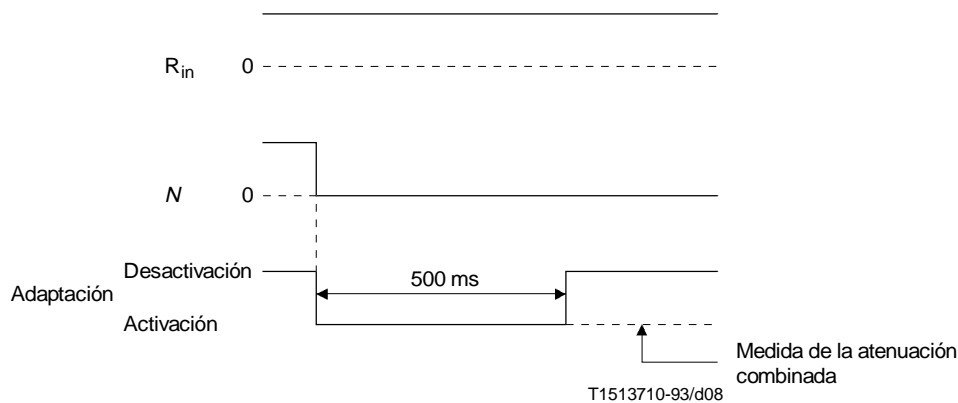 R_in 0
N 0
Desactivación
500 ms
Adaptación
Activación
Medida de la atenuación
combinada
T1513710-93/d08